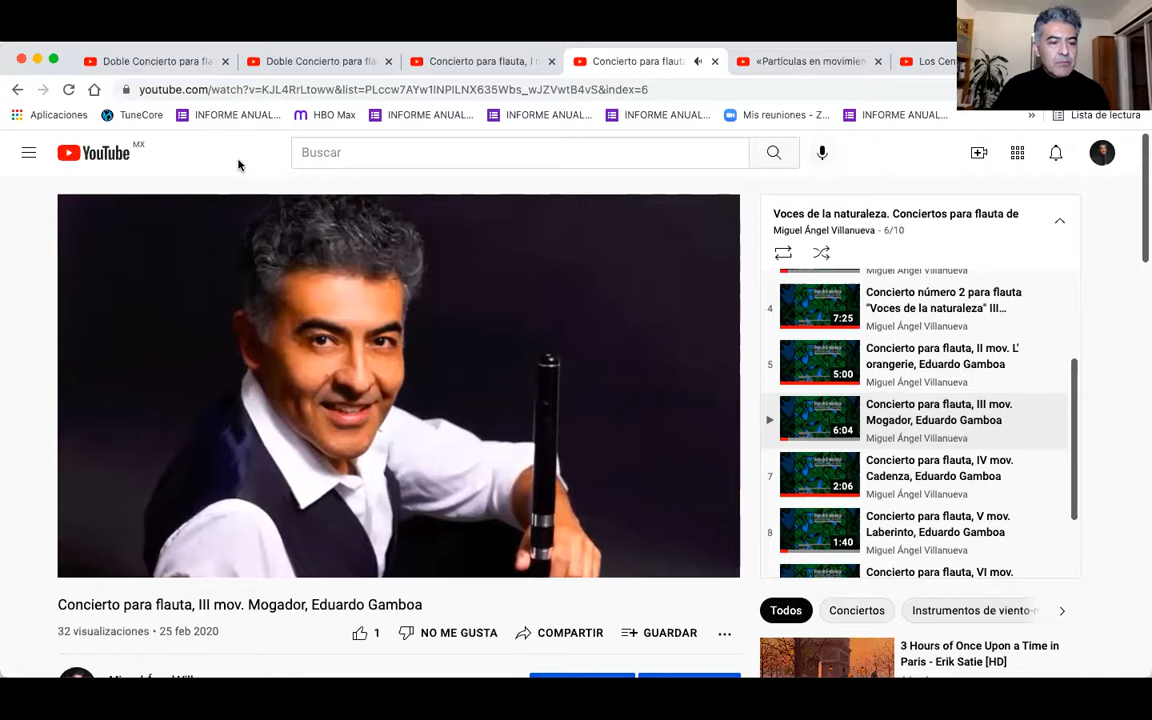 Doble Concierto para fla
Doble Concierto para fla
Concierto para flauta, I m
Concierto para flauta
«Partículas en movimien
Los Cen
youtube.com/watch?v=KJL4RrLtoww&list=PLccw7AYw1lNPlLNX635Wbs_wJZVwtB4vS&index=6
Aplicaciones
TuneCore
INFORME ANUAL...
HBO Max
INFORME ANUAL...
INFORME ANUAL...
INFORME ANUAL...
Mis reuniones - Z...
INFORME ANUAL...
»
Lista de lectura
YouTube MX
Buscar
Voces de la naturaleza. Conciertos para flauta de
Miguel Ángel Villanueva - 6/10
Miguel Ángel Villanueva
4
7:25
Concierto número 2 para flauta
"Voces de la naturaleza" III...
Miguel Ángel Villanueva
5
5:00
Concierto para flauta, II mov. L'
orangerie, Eduardo Gamboa
Miguel Ángel Villanueva
6:04
Concierto para flauta, III mov.
Mogador, Eduardo Gamboa
Miguel Ángel Villanueva
7
2:06
Concierto para flauta, IV mov.
Cadenza, Eduardo Gamboa
Miguel Ángel Villanueva
8
1:40
Concierto para flauta, V mov.
Laberinto, Eduardo Gamboa
Miguel Ángel Villanueva
Concierto para flauta, VI mov.
Concierto para flauta, III mov. Mogador, Eduardo Gamboa
32 visualizaciones • 25 feb 2020
1
NO ME GUSTA
COMPARTIR
GUARDAR
Todos
Conciertos
Instrumentos de viento-m
3 Hours of Once Upon a Time in
Paris - Erik Satie [HD]